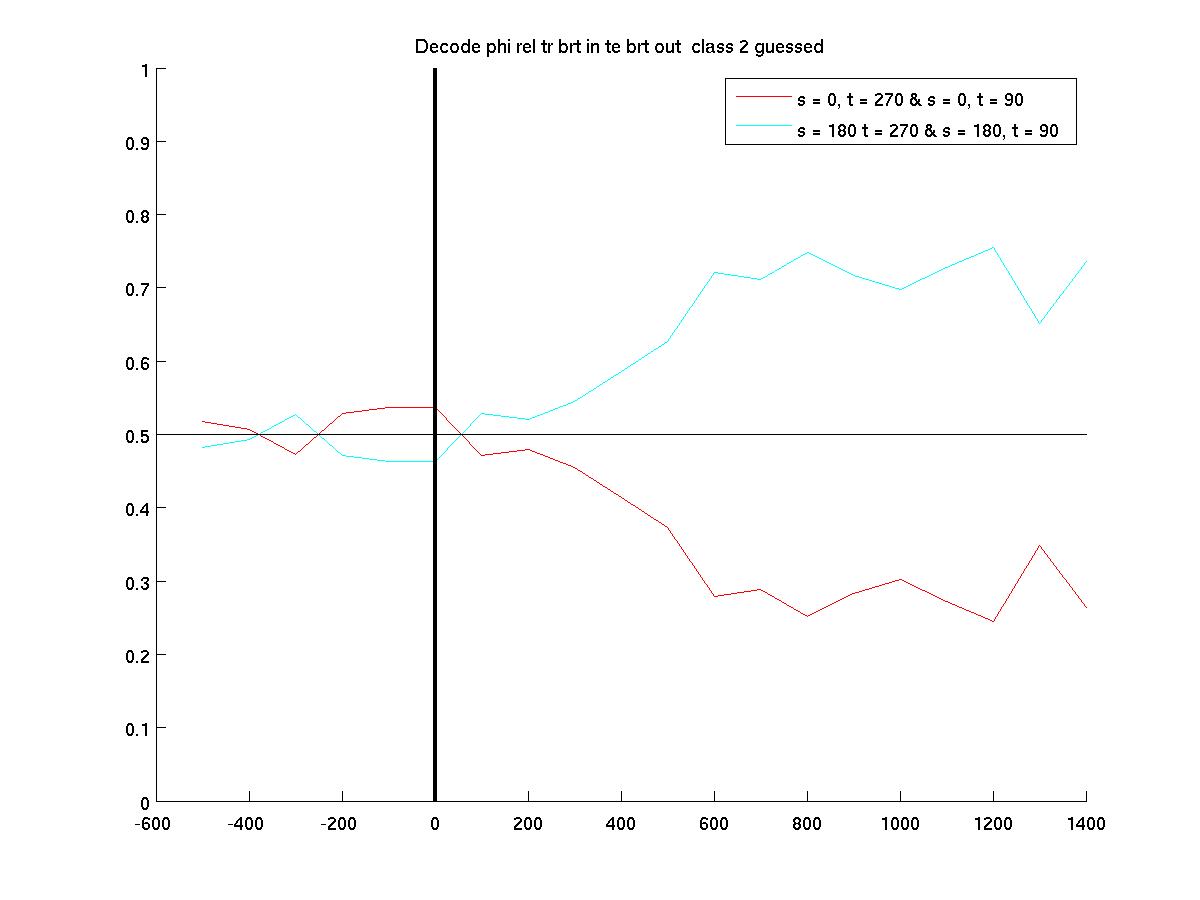 Decode phi rel tr brt in te brt out  class 2 guessed
s = 0, t = 270 & s = 0, t = 90
s = 180 t = 270 & s = 180, t = 90
1
0.9
0.8
0.7
0.6
0.5
0.4
0.3
0.2
0.1
0
-600 -400 -200 0 200 400 600 800 1000 1200 1400